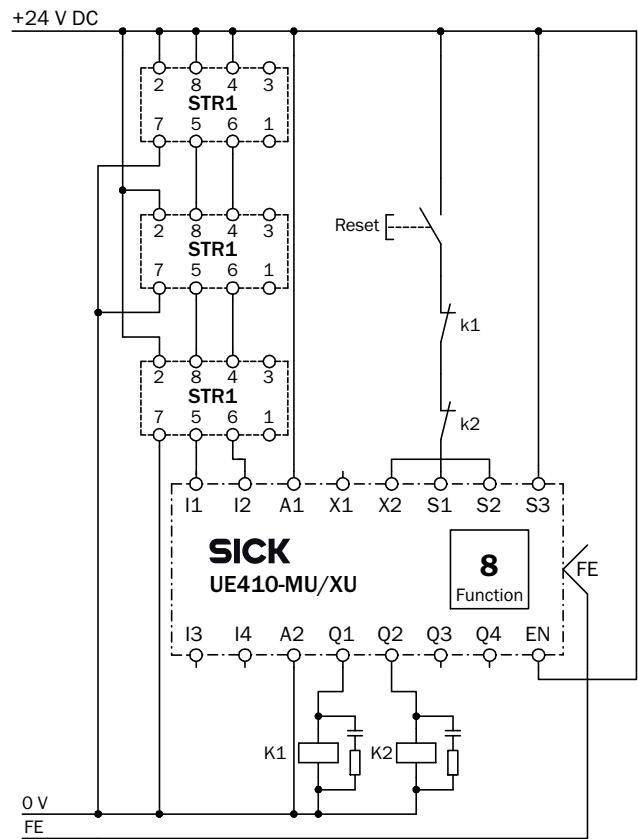 +24 V DC
2 8 4 3
STR1
7 5 6 1
2 8 4 3
STR1
7 5 6 1
Reset
k1
2 8 4 3
STR1
7 5 6 1
k2
I1 I2 A1 X1 X2 S1 S2 S3
SICK
UE410-MU/XU
8
Function
FE
I3 I4 A2 Q1 Q2 Q3 Q4 EN
K1 K2
0 V
FE